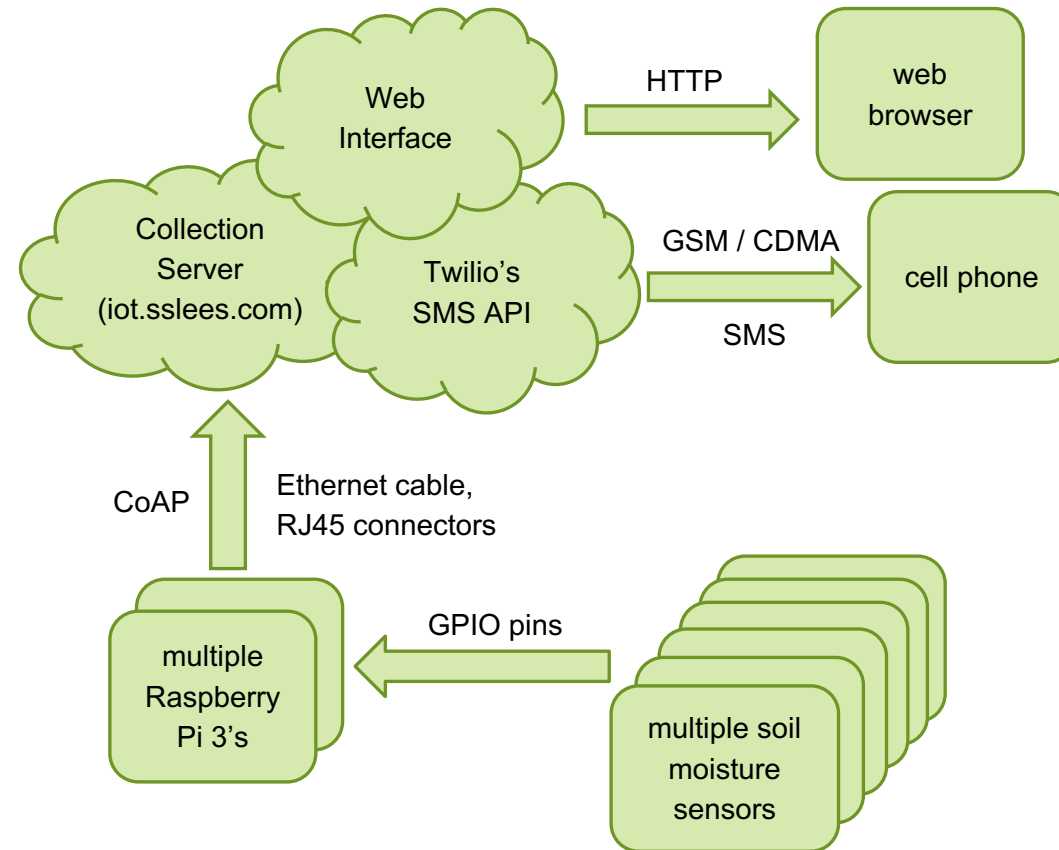 Web
Interface
HTTP
web
browser
Collection
Server
(iot.sslees.com)
Twilio’s
SMS API
GSM / CDMA
SMS
cell phone
CoAP
Ethernet cable,
RJ45 connectors
GPIO pins
multiple
Raspberry
Pi 3’s
multiple soil
moisture
sensors